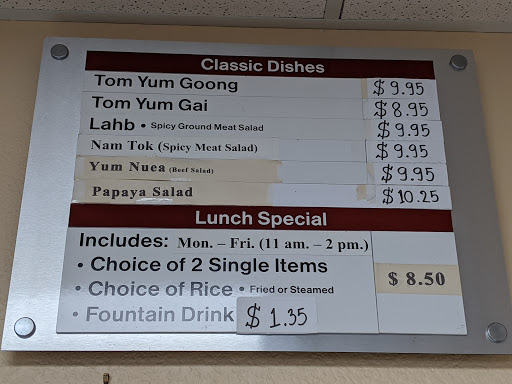 Classic Dishes
Tom Yum Goong $ 9.95
Tom Yum Gai $ 8.95
Lahb • Spicy Ground Meat Salad $ 9.95
Nam Tok (Spicy Meat Salad) $ 9.95
Yum Nuea (Beef Salad) $ 9.95
Papaya Salad $ 10.25
Lunch Special
Includes: Mon. – Fri. (11 am. – 2 pm.)
• Choice of 2 Single Items
$ 8.50
• Choice of Rice • Fried or Steamed
• Fountain Drink $ 1.35